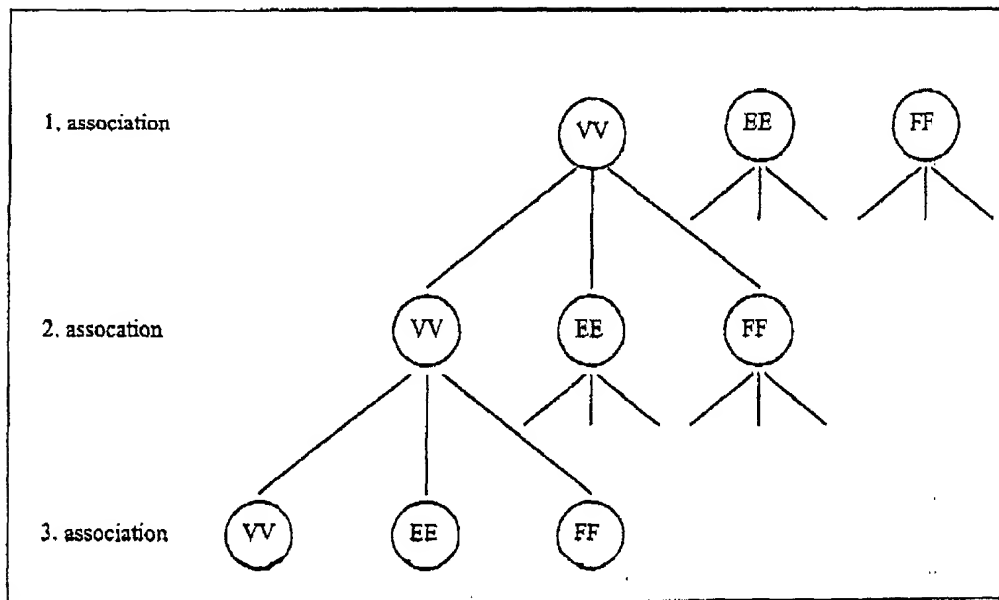 1. association VV EE FF
2. assocation VV EE FF
3. association VV EE FF